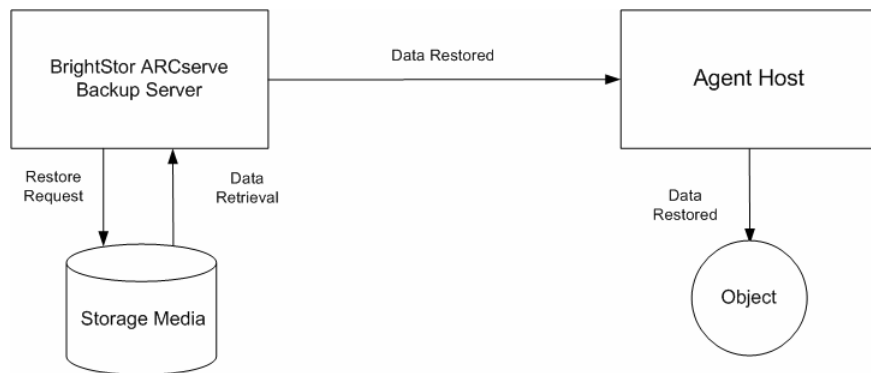 BrightStor ARCserve
Backup Server
Data Restored
Agent Host
Restore
Request
Data
Retrieval
Data
Restored
Storage Media
Object